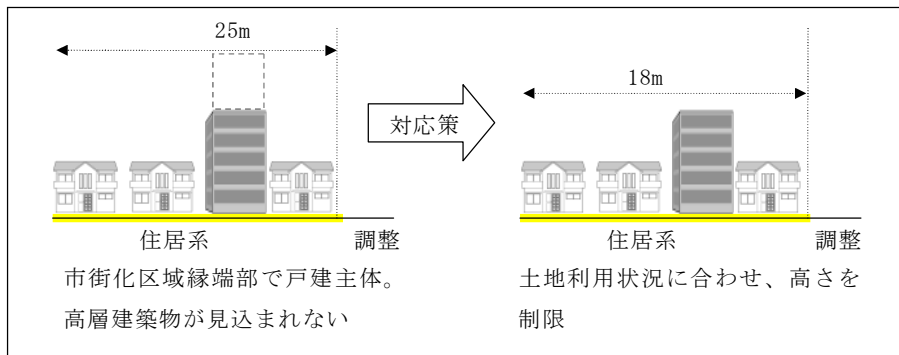 25m
18m
対応策
住居系
調整
住居系
調整
市街化区域縁端部で戸建主体。
高層建築物が見込まれない
土地利用状況に合わせ、高さを
制限